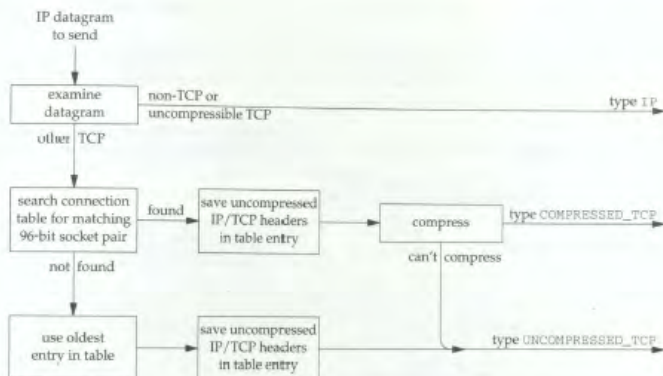 IP datagram
to send
examine
datagram
non-TCP or
uncompressible TCP
type IP
other TCP
search connection
table for matching
96-bit socket pair
found
save uncompressed
IP/TCP headers
in table entry
compress
type COMPRESSED_TCP
not found
can't compress
use oldest
entry in table
save uncompressed
IP/TCP headers
in table entry
type UNCOMPRESSED_TCP